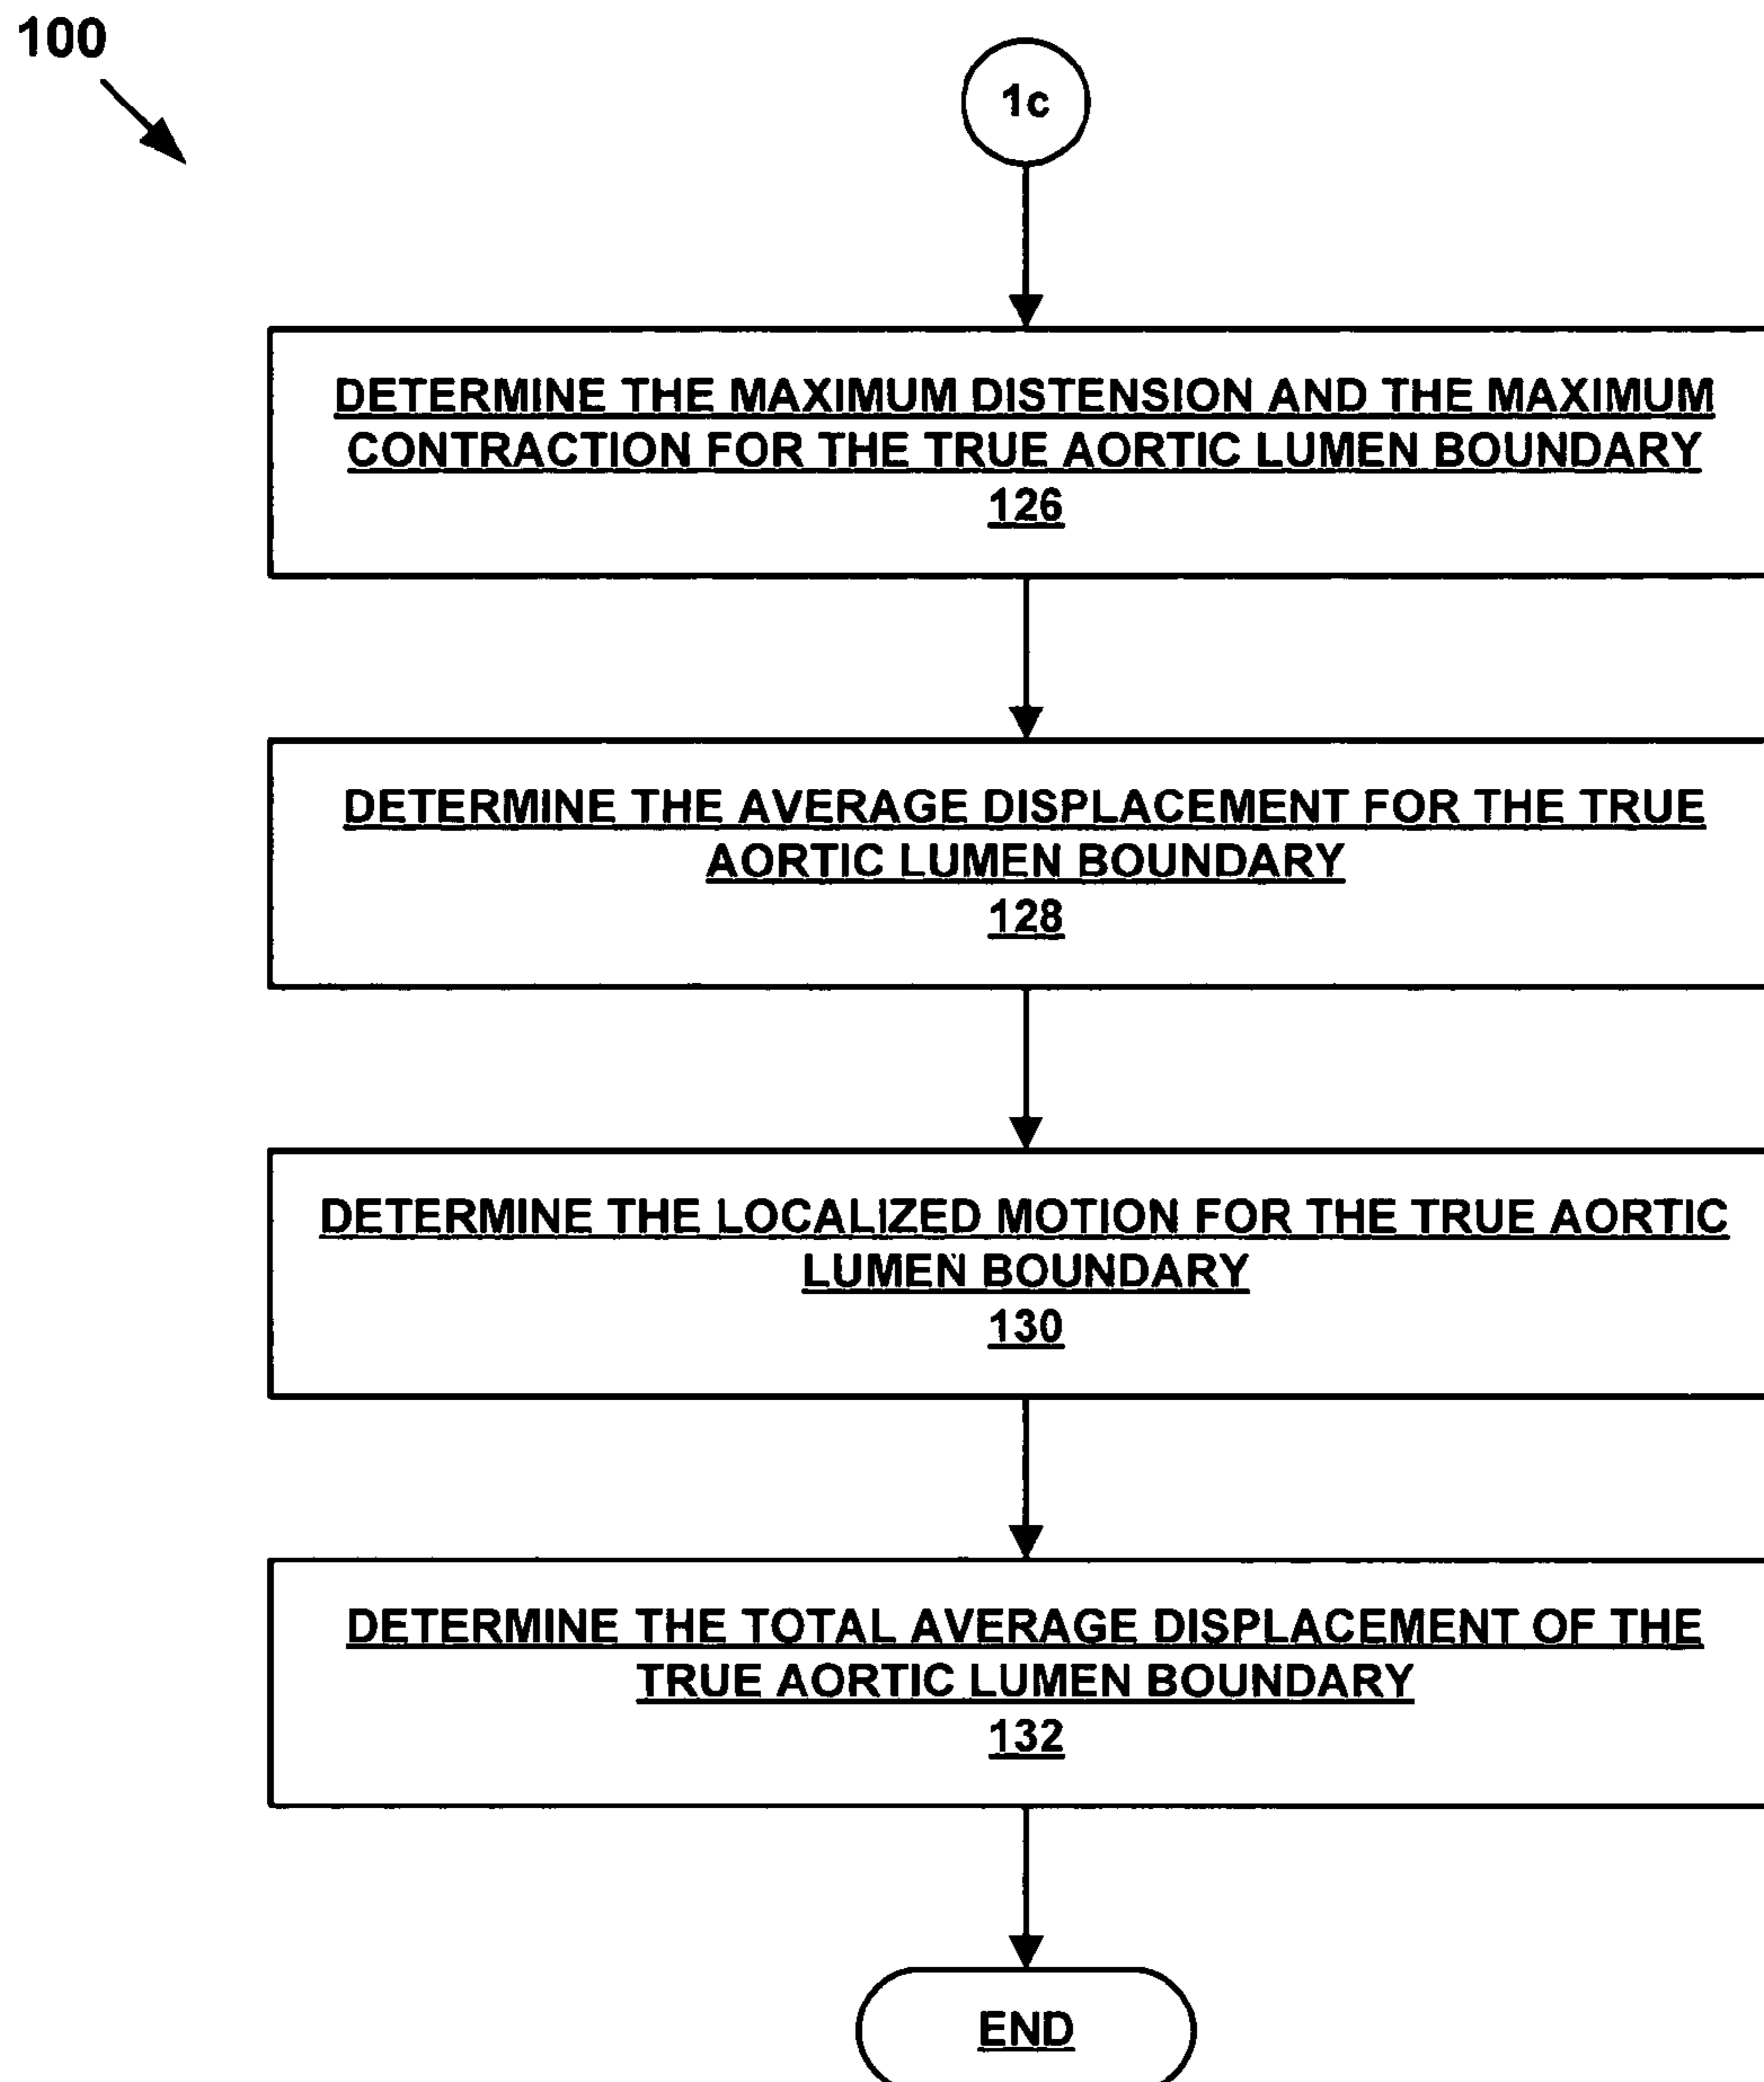 100
1c
DETERMINE THE MAXIMUM DISTENSION AND THE MAXIMUM
CONTRACTION FOR THE TRUE AORTIC LUMEN BOUNDARY
126
DETERMINE THE AVERAGE DISPLACEMENT FOR THE TRUE
AORTIC LUMEN BOUNDARY
128
DETERMINE THE LOCALIZED MOTION FOR THE TRUE AORTIC
LUMEN BOUNDARY
130
DETERMINE THE TOTAL AVERAGE DISPLACEMENT OF THE
TRUE AORTIC LUMEN BOUNDARY
132
END